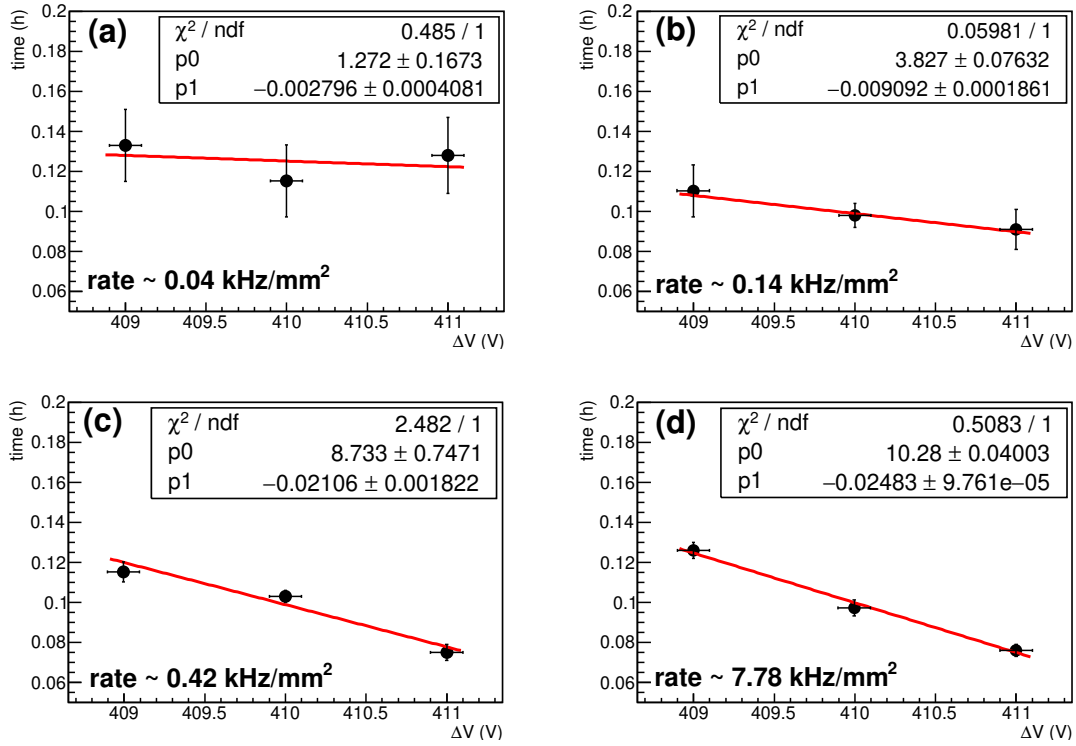 (a)
χ² / ndf 0.485 / 1
p0 1.272 ± 0.1673
p1 −0.002796 ± 0.0004081
time (h)
0.2
0.18
0.16
0.14
0.12
0.1
0.08
0.06
rate ~ 0.04 kHz/mm²
409 409.5 410 410.5 411
ΔV (V)
(b)
χ² / ndf 0.05981 / 1
p0 3.827 ± 0.07632
p1 −0.009092 ± 0.0001861
time (h)
0.2
0.18
0.16
0.14
0.12
0.1
0.08
0.06
rate ~ 0.14 kHz/mm²
409 409.5 410 410.5 411
ΔV (V)
(c)
χ² / ndf 2.482 / 1
p0 8.733 ± 0.7471
p1 −0.02106 ± 0.001822
time (h)
0.2
0.18
0.16
0.14
0.12
0.1
0.08
0.06
rate ~ 0.42 kHz/mm²
409 409.5 410 410.5 411
ΔV (V)
(d)
χ² / ndf 0.5083 / 1
p0 10.28 ± 0.04003
p1 −0.02483 ± 9.761e−05
time (h)
0.2
0.18
0.16
0.14
0.12
0.1
0.08
0.06
rate ~ 7.78 kHz/mm²
409 409.5 410 410.5 411
ΔV (V)